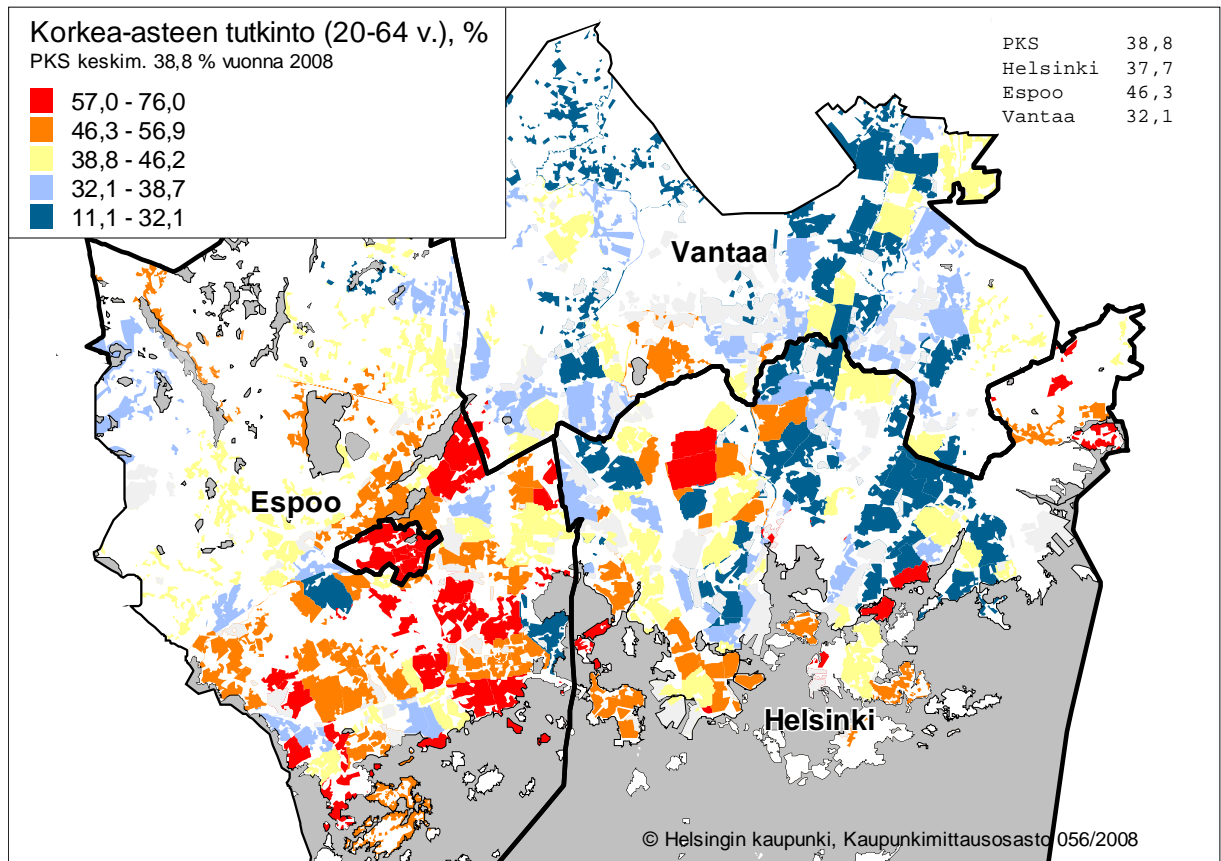 Korkea-asteen tutkinto (20-64 v.), %
PKS keskim. 38,8 % vuonna 2008
57,0 - 76,0
46,3 - 56,9
38,8 - 46,2
32,1 - 38,7
11,1 - 32,1
PKS 38,8
Helsinki 37,7
Espoo 46,3
Vantaa 32,1
Vantaa
Espoo
Helsinki
© Helsingin kaupunki, Kaupunkimittausosasto 056/2008